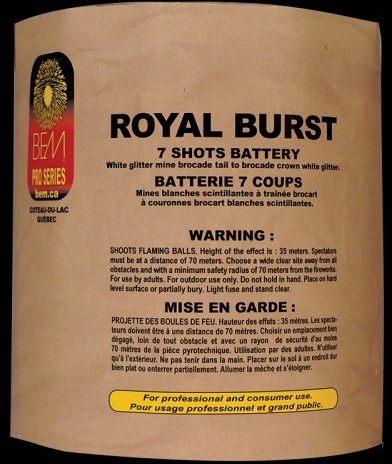 BEM
PRO SERIES
bem.ca
COTEAU-DU-LAC
QUÉBEC
ROYAL BURST
7 SHOTS BATTERY
White glitter mine brocade tail to brocade crown white glitter.
BATTERIE 7 COUPS
Mines blanches scintillantes à trainée brocart
à couronnes brocart blanches scintillantes.
WARNING :
SHOOTS FLAMING BALLS. Height of the effect is : 35 meters. Spectators
must be at a distance of 70 meters. Choose a wide clear site away from all
obstacles and with a minimum safety radius of 70 meters from the fireworks.
For use by adults. For outdoor use only. Do not hold in hand. Place on hard
level surface or partially bury. Light fuse and stand clear.
MISE EN GARDE :
PROJETTE DES BOULES DE FEU. Hauteur des effets : 35 mètres. Les specta-
teurs doivent être à une distance de 70 mètres. Choisir un emplacement bien
dégagé, loin de tout obstacle et avec un rayon de sécurité d'au moins
70 mètres de la pièce pyrotechnique. Utilisation par des adultes. N'utiliser
qu'à l'extérieur. Ne pas tenir dans la main. Placer sur le sol à un endroit dur
bien plat ou enterrer partiellement. Allumer la mèche et s'éloigner.
For professional and consumer use.
Pour usage professionnel et grand public.